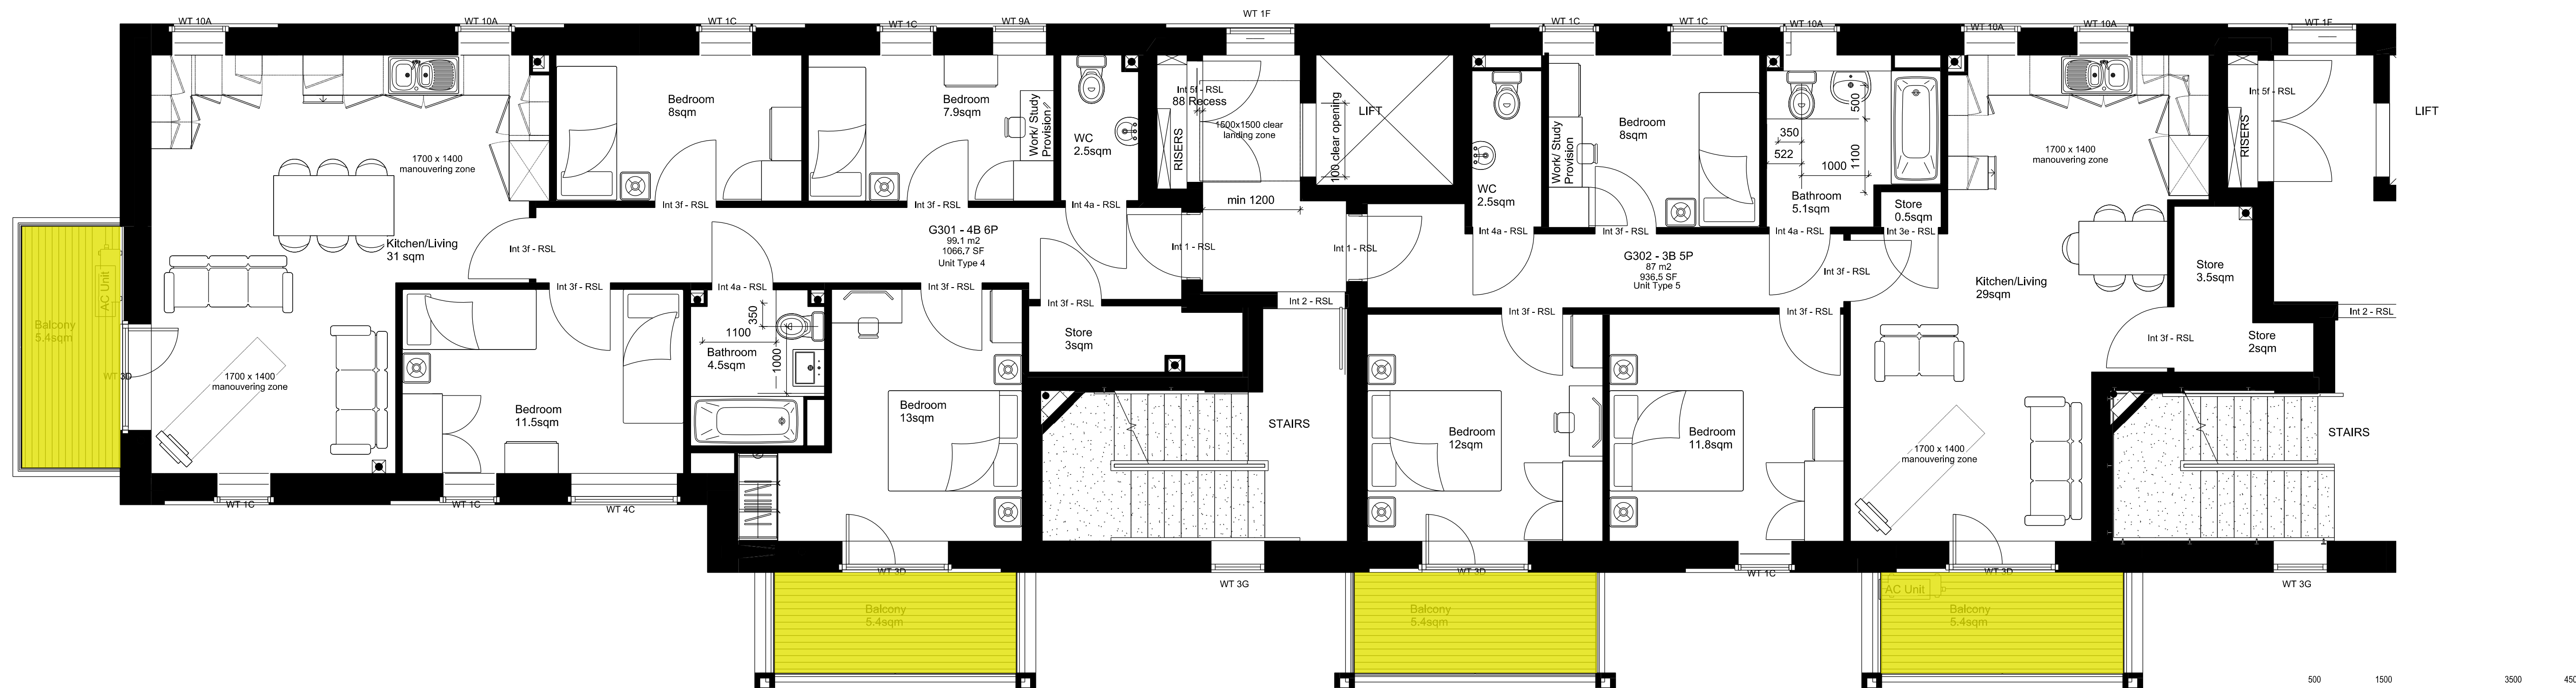 WT 10A
WT 10A
WT 1C
WT 1C
WT 9A
WT 1F
WT 1C
WT 1C
WT 10A
WT 10A
WT 10A
WT 1F
1700 x 1400
manouvering zone
Kitchen/Living
31 sqm
1700 x 1400
manouvering zone
AC Unit
Balcony
5.4sqm
WT 3D
Bedroom
8sqm
Bedroom
7.9sqm
Work/ Study
Provision
WC
2.5sqm
RISERS
Int 5f - RSL
88 Recess
1500x1500 clear
landing zone
1100 clear opening
LIFT
min 1200
Int 3f - RSL
Int 3f - RSL
Int 4a - RSL
Int 3f - RSL
G301 - 4B 6P
99.1 m2
1066.7 SF
Unit Type 4
Int 1 - RSL
Int 1 - RSL
Int 3f - RSL
Int 4a - RSL
Int 3f - RSL
Int 3f - RSL
Int 2 - RSL
Bedroom
11.5sqm
350
1100
1000
Bathroom
4.5sqm
Bedroom
13sqm
Store
3sqm
STAIRS
WC
2.5sqm
Work/ Study
Provision
Bedroom
8sqm
500
350
522
1000
1100
Bathroom
5.1sqm
Store
0.5sqm
Int 4a - RSL
Int 3f - RSL
Int 4a - RSL
Int 3e - RSL
Int 3f - RSL
G302 - 3B 5P
87 m2
936.5 SF
Unit Type 5
Int 3f - RSL
Int 3f - RSL
Bedroom
12sqm
Bedroom
11.8sqm
1700 x 1400
manouvering zone
Kitchen/Living
29sqm
1700 x 1400
manouvering zone
Store
3.5sqm
Store
2sqm
Int 3f - RSL
RISERS
Int 5f - RSL
LIFT
Int 2 - RSL
STAIRS
WT 1C
WT 1C
WT 4C
WT 3D
WT 3G
WT 3D
WT 1C
WT 3D
WT 3G
Balcony
5.4sqm
Balcony
5.4sqm
AC Unit
Balcony
5.4sqm
500
1500
3500